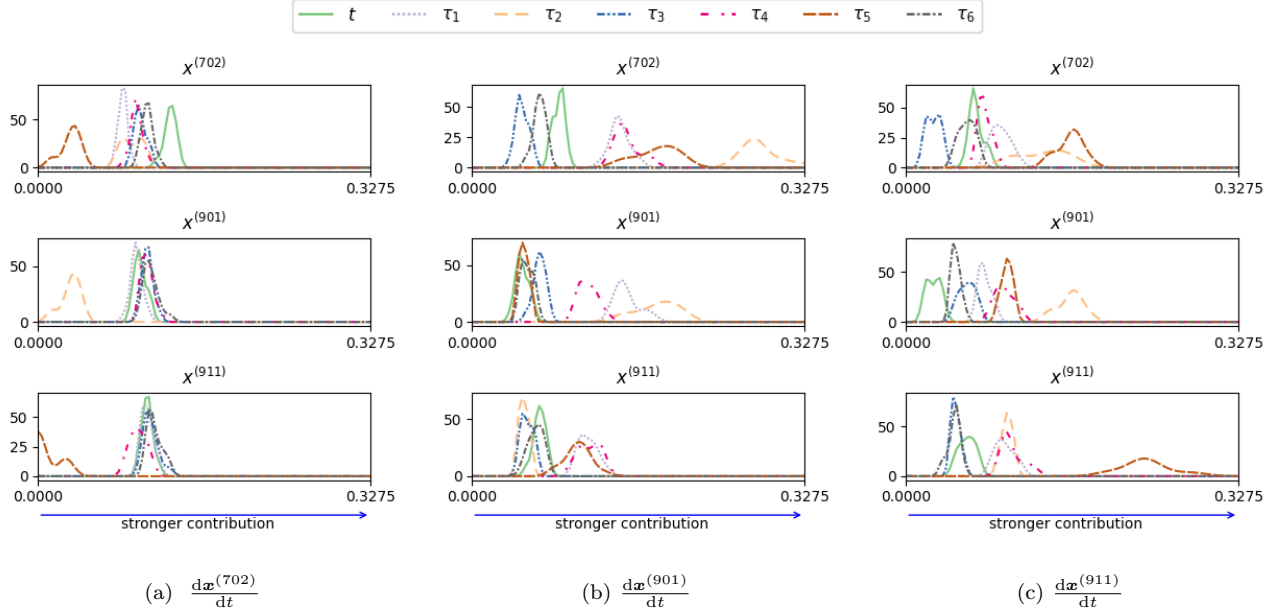 t τ₁ τ₂ τ₃ τ₄ τ₅ τ₆
x⁽⁷⁰²⁾ x⁽⁷⁰²⁾ x⁽⁷⁰²⁾
50 50 50
25 25
0 0 0
0.0000 0.3275 0.0000 0.3275 0.0000 0.3275
x⁽⁹⁰¹⁾ x⁽⁹⁰¹⁾ x⁽⁹⁰¹⁾
50 50 50
0 0 0
0.0000 0.3275 0.0000 0.3275 0.0000 0.3275
x⁽⁹¹¹⁾ x⁽⁹¹¹⁾ x⁽⁹¹¹⁾
50 50 50
25
0 0 0
0.0000 0.3275 0.0000 0.3275 0.0000 0.3275
stronger contribution stronger contribution stronger contribution
(a) dx⁽⁷⁰²⁾/dt (b) dx⁽⁹⁰¹⁾/dt (c) dx⁽⁹¹¹⁾/dt